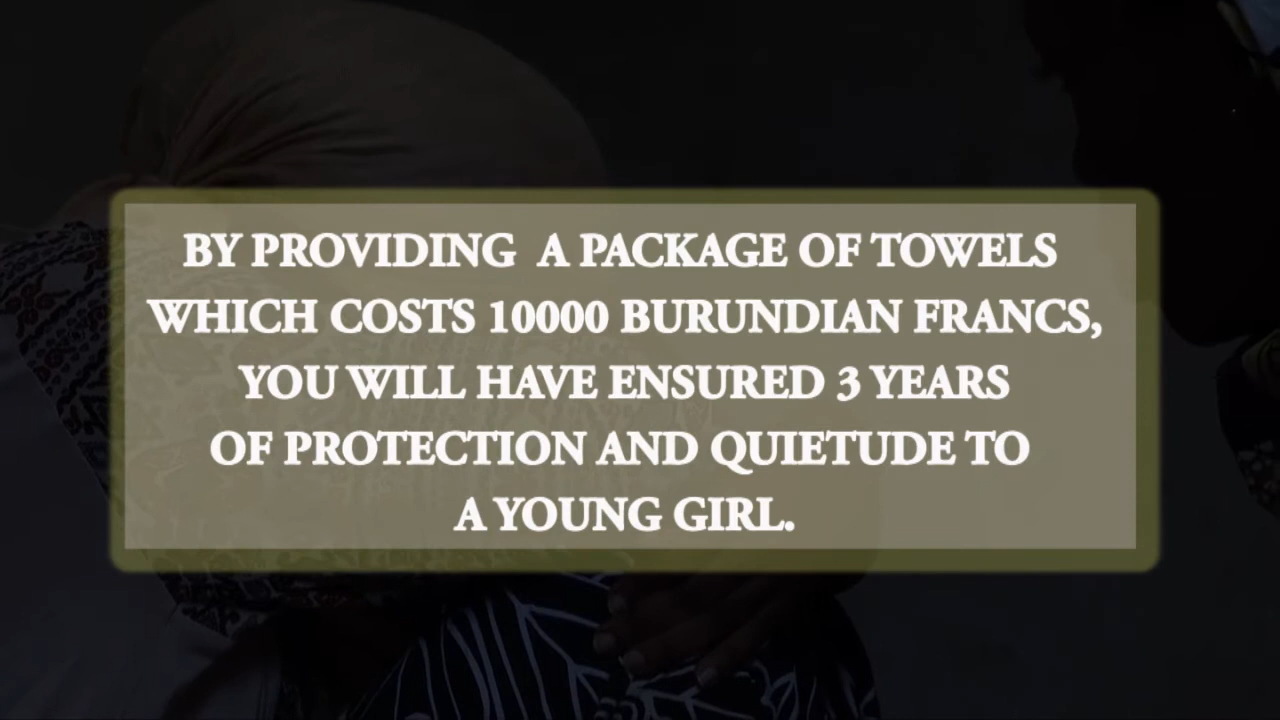 BY PROVIDING A PACKAGE OF TOWELS
WHICH COSTS 10000 BURUNDIAN FRANCS,
YOU WILL HAVE ENSURED 3 YEARS
OF PROTECTION AND QUIETUDE TO
A YOUNG GIRL.